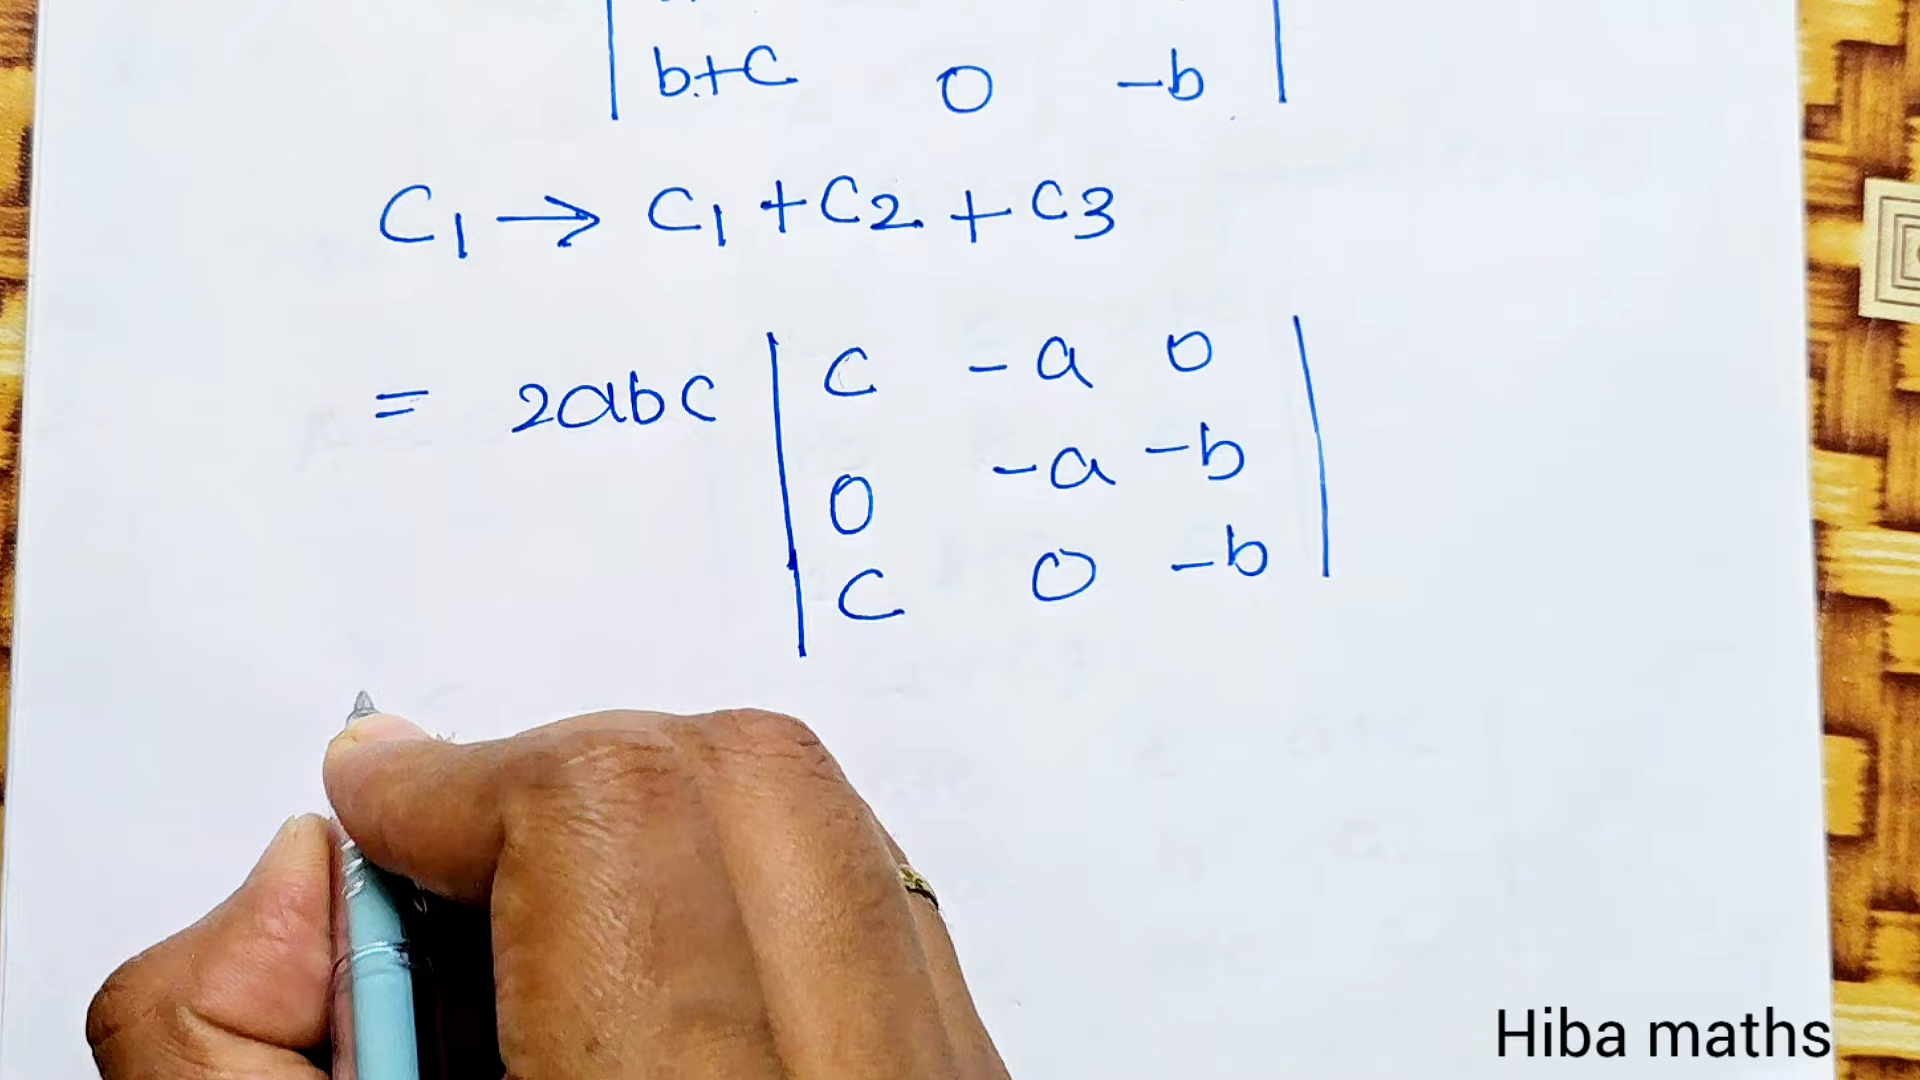 b+c 0 -b
C1 → C1 + C2 + C3
= 2abc | c -a 0 |
0 -a -b
c 0 -b
Hiba maths